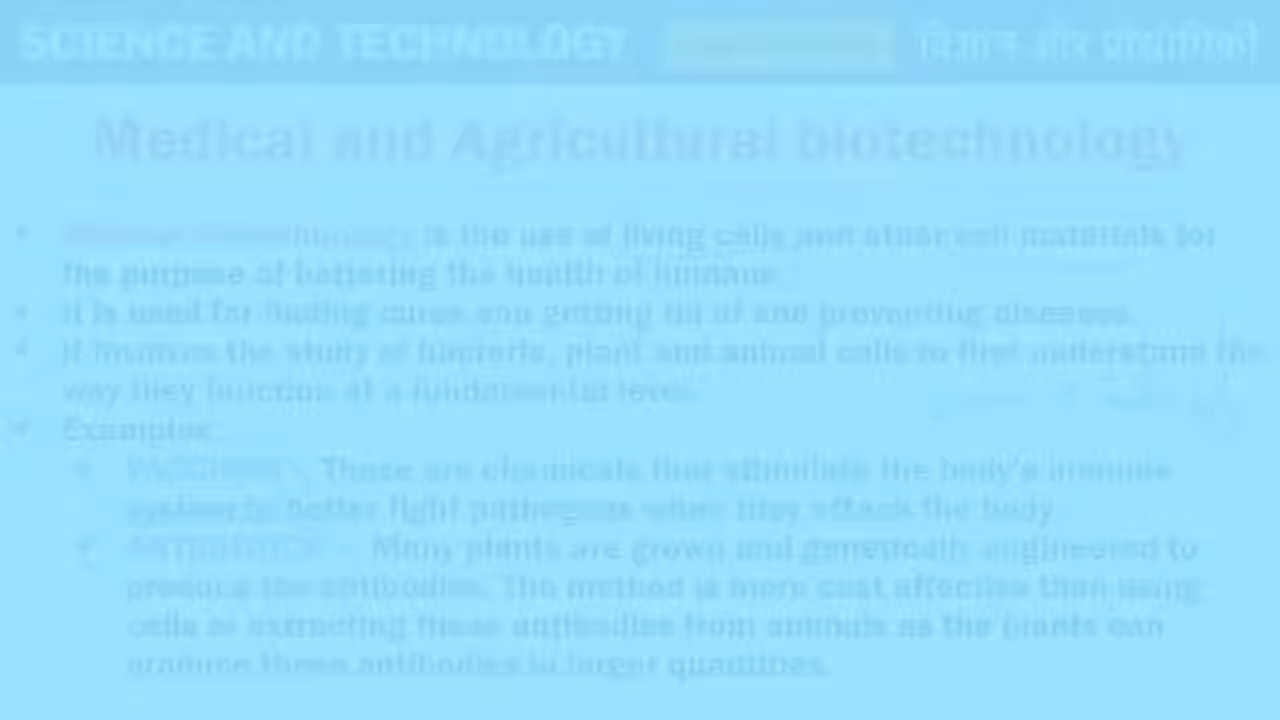 SCIENCE AND TECHNOLOGY विज्ञान और प्रौद्योगिकी
Medical and Agricultural biotechnology
is the use of living cells and other cell materials for
the purpose of bettering the health of humans
It is used for finding cures and getting rid of and preventing diseases.
It involves the study of plant and animal cells to first understand the
way they function at a fundamental level.
Examples:
VACCINES These are chemicals that stimulate the body's immune
system to better fight pathogens when they attack the body.
– Many plants are grown and genetically engineered to
produce the antibodies. The method is more cost effective than using
cells or extracting these antibodies from animals as the plants can
produce these antibodies in larger quantities.